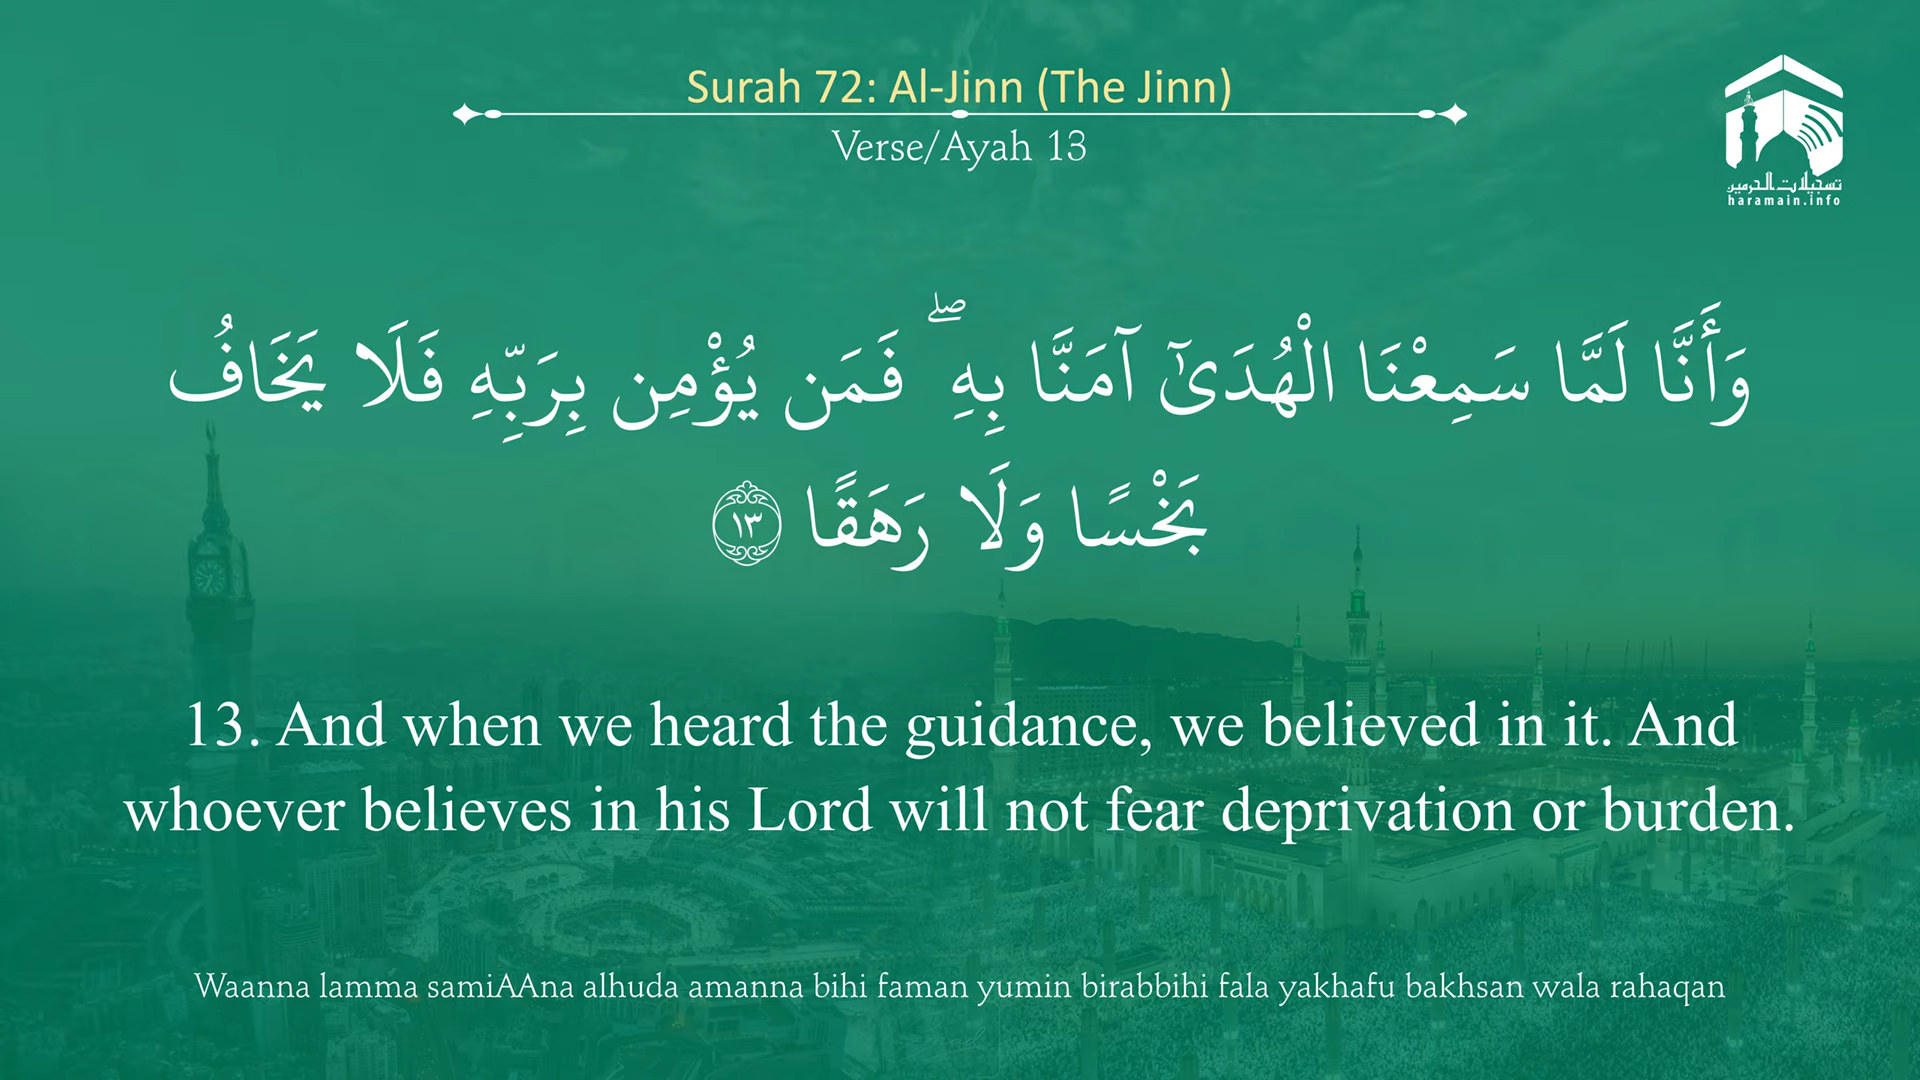 Surah 72: Al-Jinn (The Jinn)
Verse/Ayah 13
تسجيلات الحرمين
haramain.info
وَأَنَّا لَمَّا سَمِعْنَا الْهُدَىٰٓ آمَنَّا بِهِ ۖ فَمَن يُؤْمِن بِرَبِّهِ فَلَا يَخَافُ
بَخْسًا وَلَا رَهَقًا ١٣
13. And when we heard the guidance, we believed in it. And
whoever believes in his Lord will not fear deprivation or burden.
Waanna lamma samiAAna alhuda amanna bihi faman yumin birabbihi fala yakhafu bakhsan wala rahaqan